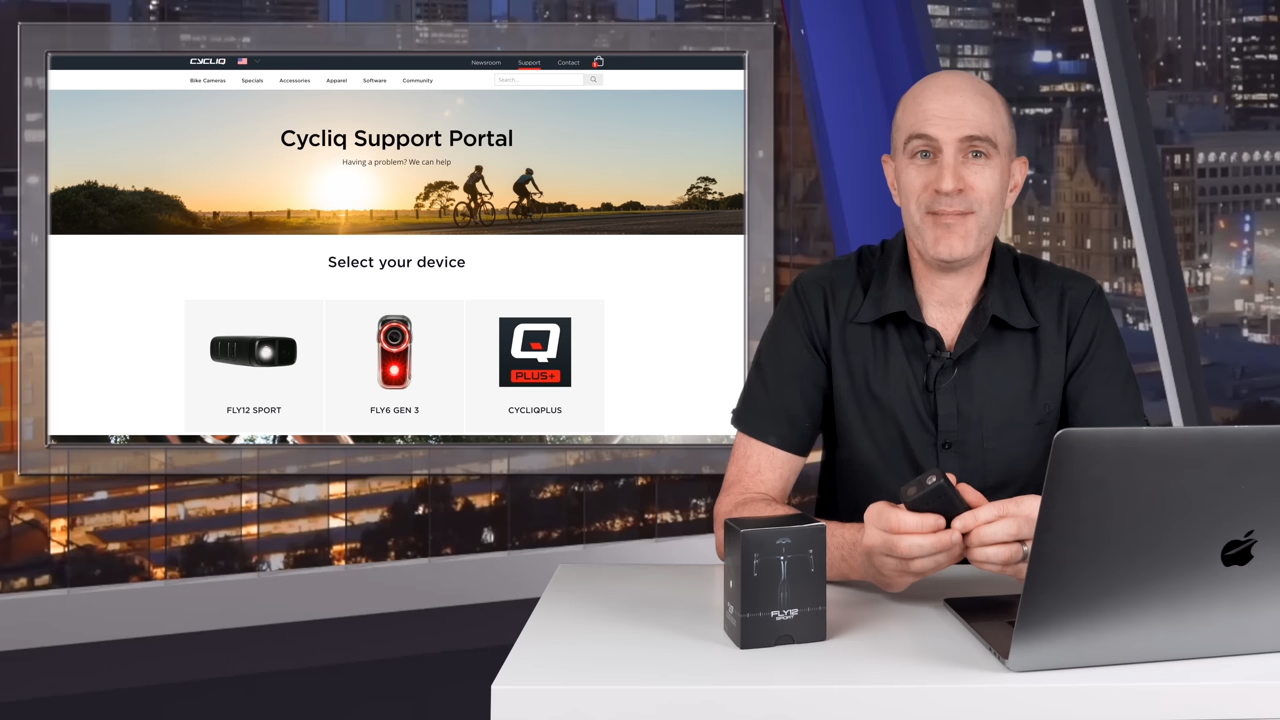 CYCLIQ
Newsroom Support Contact
1
Bike Cameras Specials Accessories Apparel Software Community
Search...
Cycliq Support Portal
Having a problem? We can help
Select your device
Q
PLUS+
FLY12 SPORT FLY6 GEN 3 CYCLIQPLUS
FLY12
SPORT